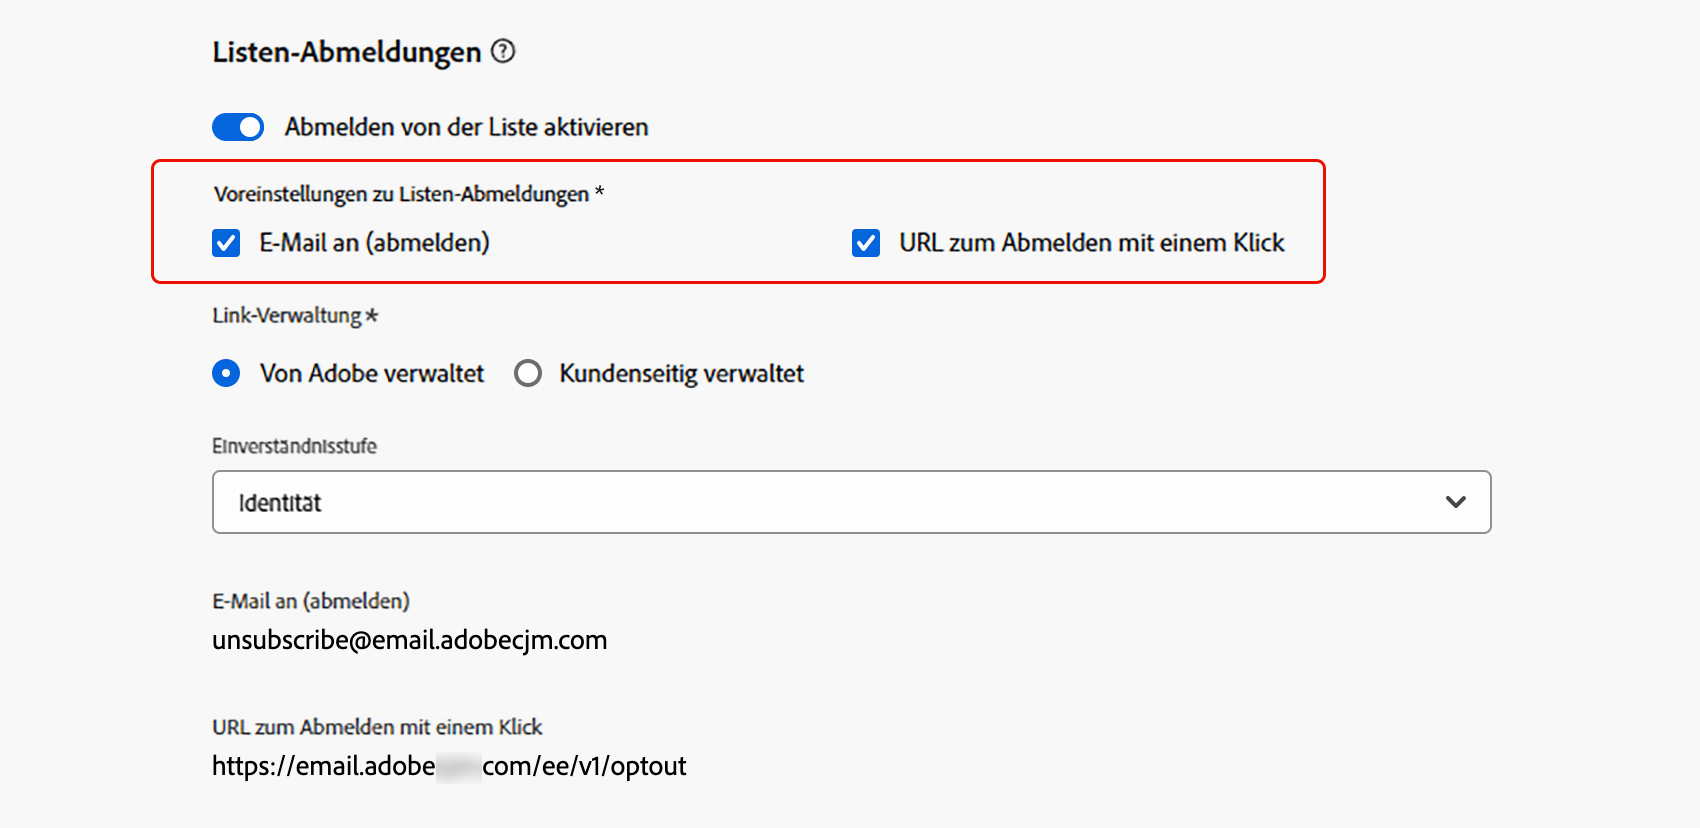 Listen-Abmeldungen ?
Abmelden von der Liste aktivieren
Voreinstellungen zu Listen-Abmeldungen *
E-Mail an (abmelden)
URL zum Abmelden mit einem Klick
Link-Verwaltung *
Von Adobe verwaltet
Kundenseitig verwaltet
Einverständnisstufe
Identität
E-Mail an (abmelden)
unsubscribe@email.adobecjm.com
URL zum Abmelden mit einem Klick
https://email.adobe com/ee/v1/optout